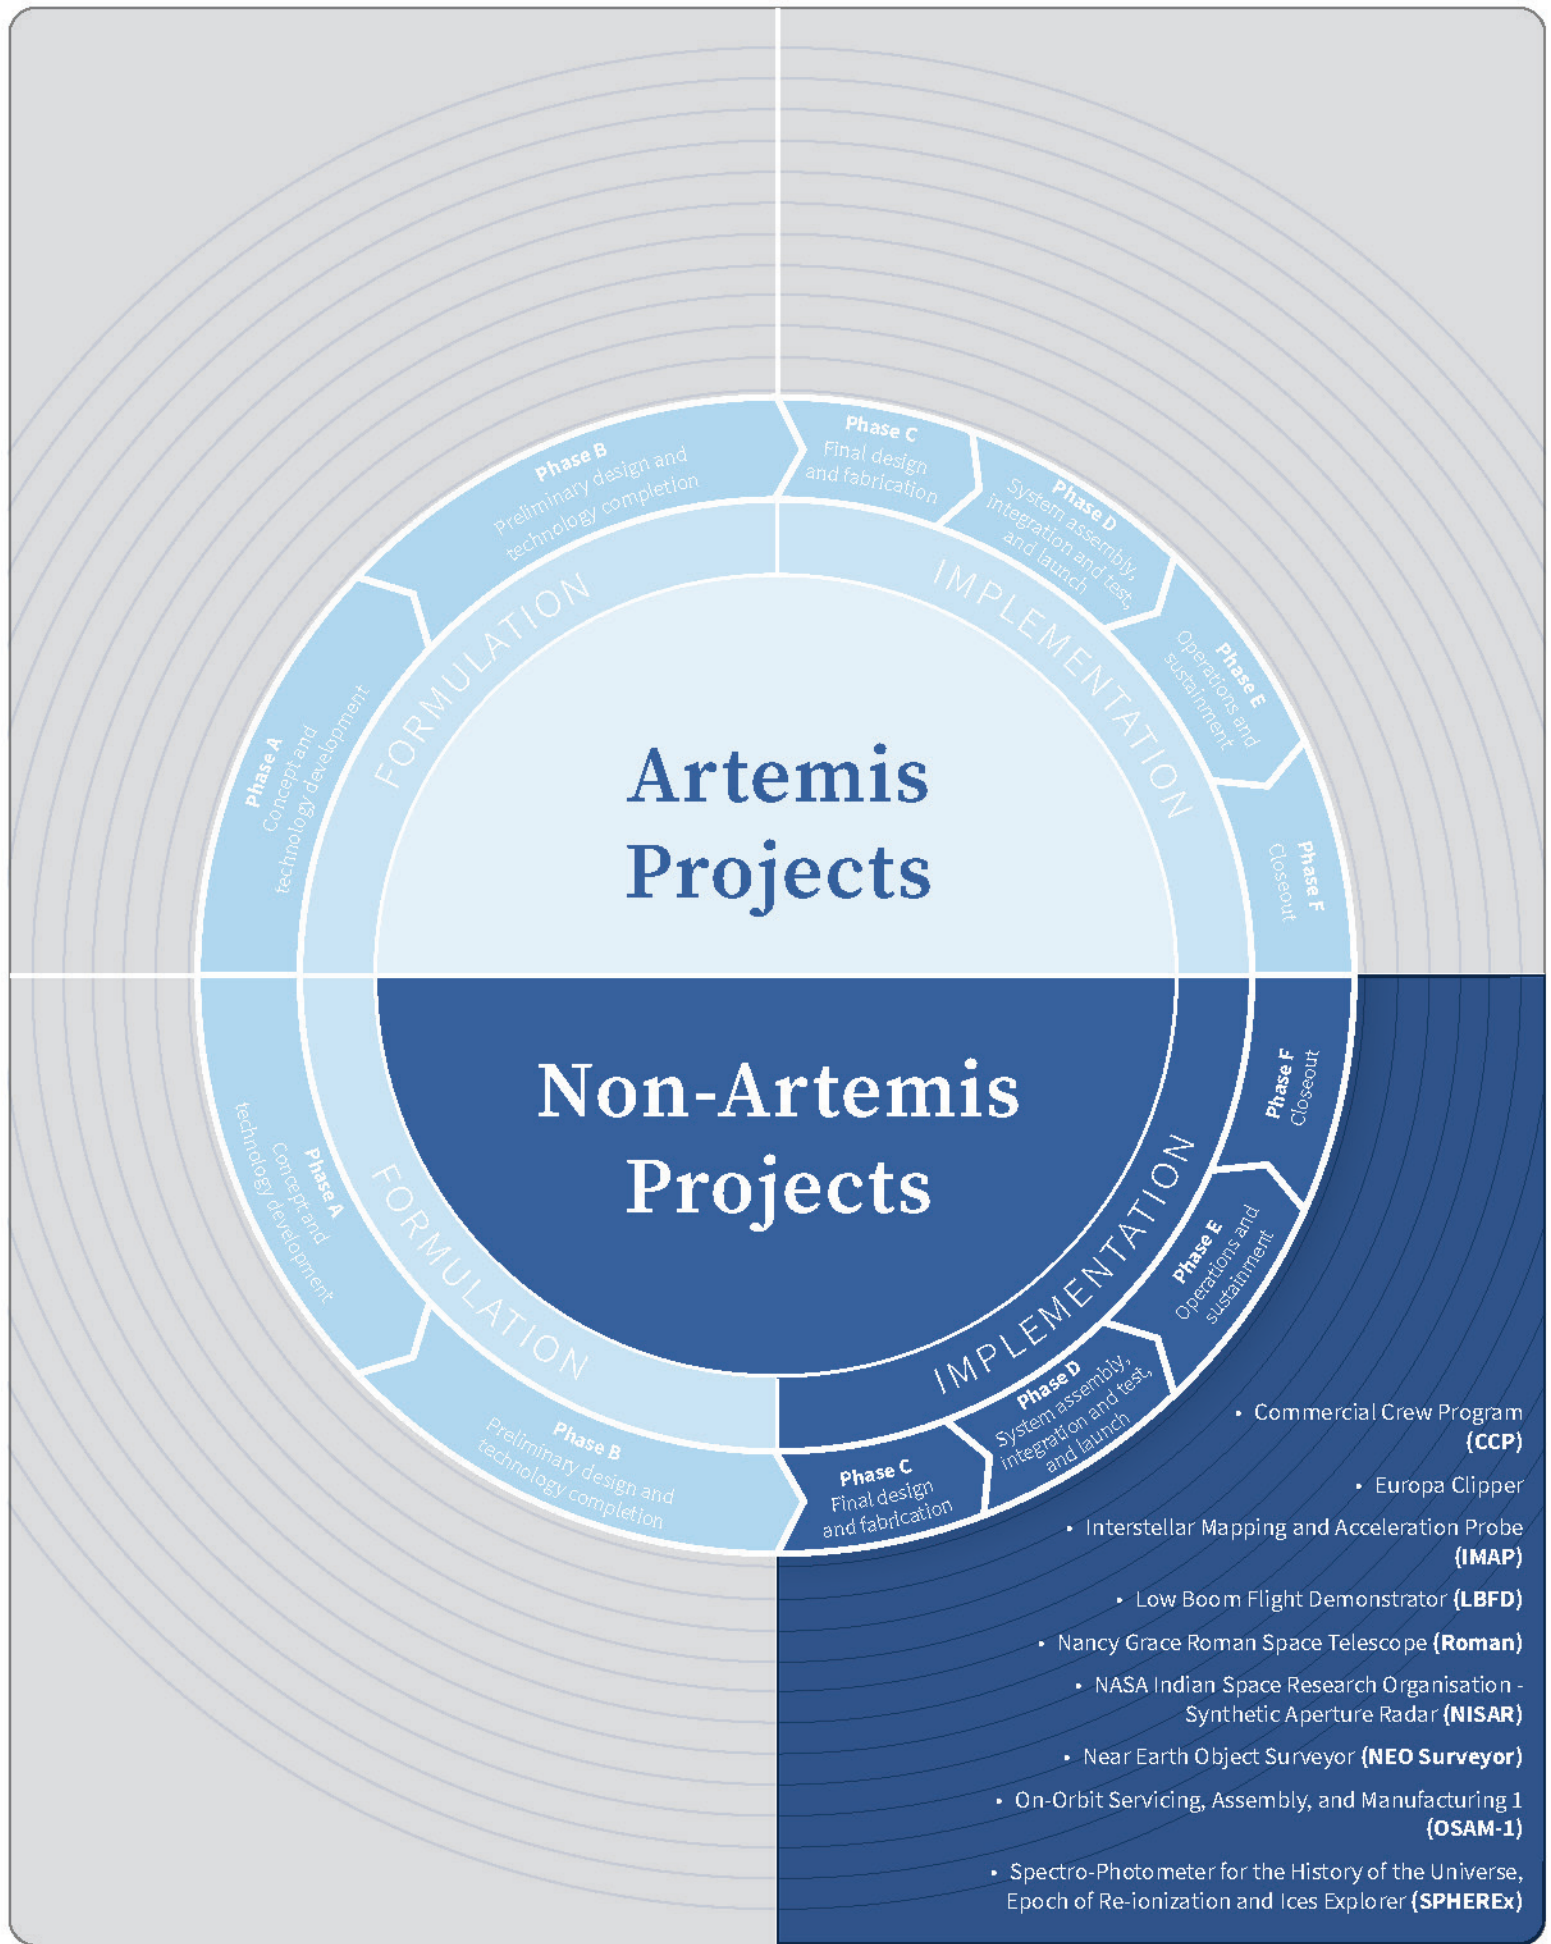 Phase A
Concept and
technology development
Phase B
Preliminary design and
technology completion
Phase C
Final design
and fabrication
Phase D
System assembly,
integration and test,
and launch
Phase E
Operations and
sustainment
Phase F
Closeout
FORMULATION
IMPLEMENTATION
Artemis
Projects
Non-Artemis
Projects
FORMULATION
IMPLEMENTATION
Phase A
Concept and
technology development
Phase B
Preliminary design and
technology completion
Phase C
Final design
and fabrication
Phase D
System assembly,
integration and test,
and launch
Phase E
Operations and
sustainment
Phase F
Closeout
• Commercial Crew Program
(CCP)
• Europa Clipper
• Interstellar Mapping and Acceleration Probe
(IMAP)
• Low Boom Flight Demonstrator (LBFD)
• Nancy Grace Roman Space Telescope (Roman)
• NASA Indian Space Research Organisation -
Synthetic Aperture Radar (NISAR)
• Near Earth Object Surveyor (NEO Surveyor)
• On-Orbit Servicing, Assembly, and Manufacturing 1
(OSAM-1)
• Spectro-Photometer for the History of the Universe,
Epoch of Re-ionization and Ices Explorer (SPHEREx)